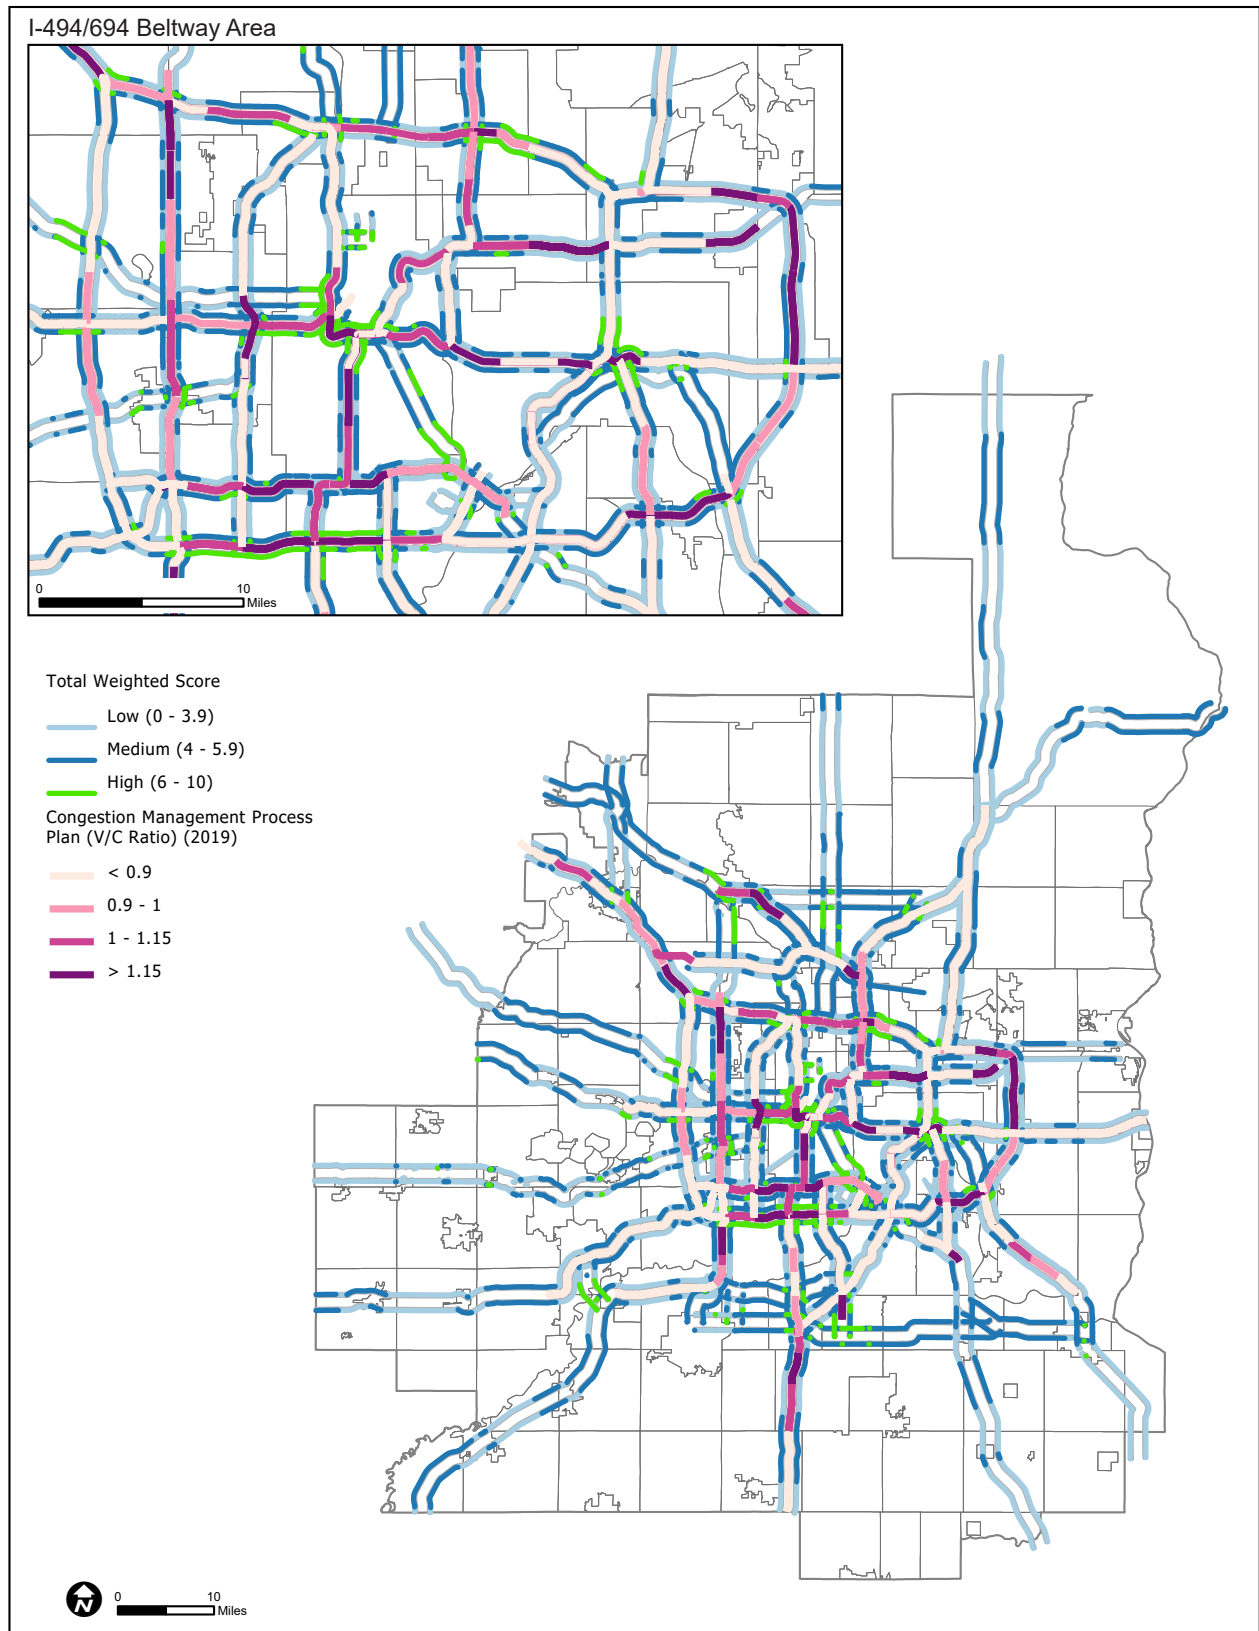 I-494/694 Beltway Area
0 10
Miles
Total Weighted Score
Low (0 - 3.9)
Medium (4 - 5.9)
High (6 - 10)
Congestion Management Process
Plan (V/C Ratio) (2019)
< 0.9
0.9 - 1
1 - 1.15
> 1.15
N
0 10
Miles